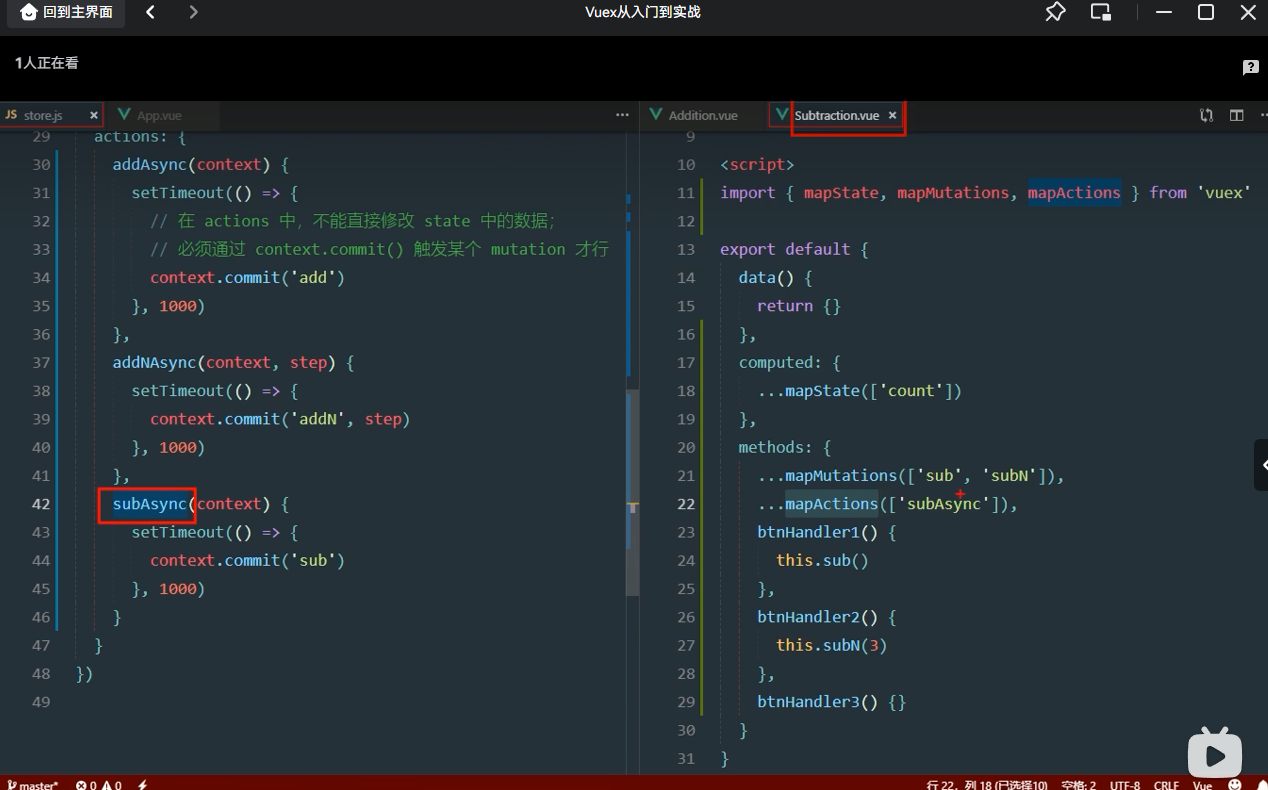 回到主界面
Vuex从入门到实战
1人正在看
JS store.js × App.vue ···
29 actions: {
30 addAsync(context) {
31 setTimeout(() => {
32 // 在 actions 中，不能直接修改 state 中的数据；
33 // 必须通过 context.commit() 触发某个 mutation 才行
34 context.commit('add')
35 }, 1000)
36 },
37 addNAsync(context, step) {
38 setTimeout(() => {
39 context.commit('addN', step)
40 }, 1000)
41 },
42 subAsync(context) {
43 setTimeout(() => {
44 context.commit('sub')
45 }, 1000)
46 }
47 }
48 })
49
Addition.vue Subtraction.vue ×
9
10 <script>
11 import { mapState, mapMutations, mapActions } from 'vuex'
12
13 export default {
14 data() {
15 return {}
16 },
17 computed: {
18 ...mapState(['count'])
19 },
20 methods: {
21 ...mapMutations(['sub', 'subN']),
22 ...mapActions(['subAsync']),
23 btnHandler1() {
24 this.sub()
25 },
26 btnHandler2() {
27 this.subN(3)
28 },
29 btnHandler3() {}
30 }
31 }
master* 0 0 行 22，列 18 (已选择10) 空格: 2 UTF-8 CRLF Vue